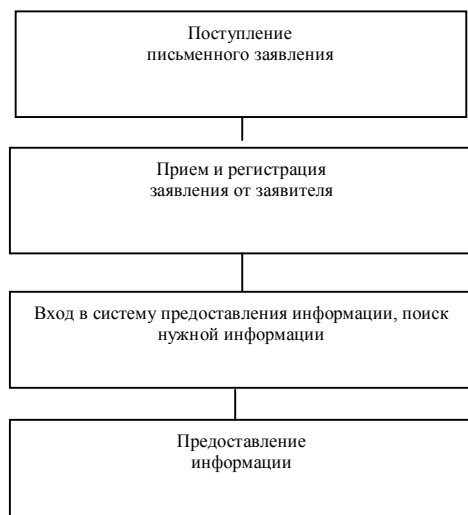 Поступление
письменного заявления
Прием и регистрация
заявления от заявителя
Вход в систему предоставления информации, поиск
нужной информации
Предоставление
информации